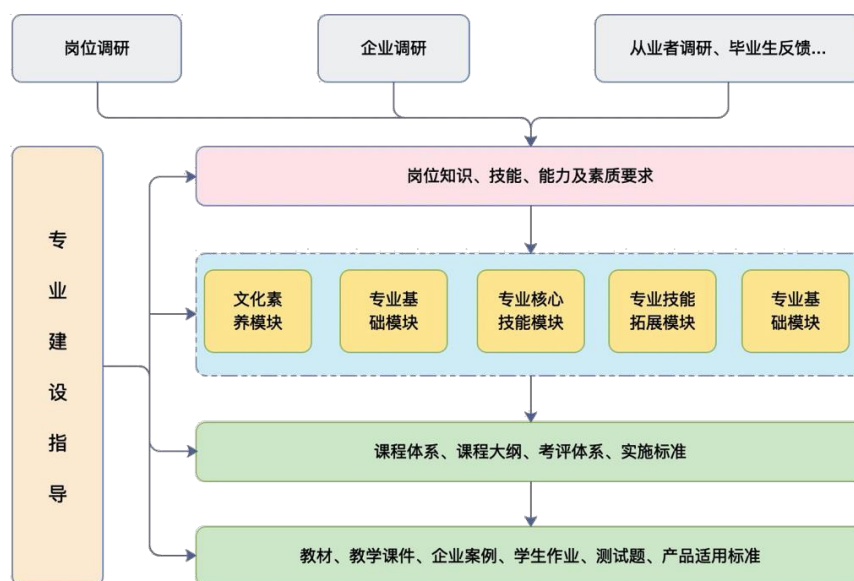 岗位调研
企业调研
从业者调研、毕业生反馈...
专
业
建
设
指
导
岗位知识、技能、能力及素质要求
文化素
养模块
专业基
础模块
专业核心
技能模块
专业技能
拓展模块
专业基
础模块
课程体系、课程大纲、考评体系、实施标准
教材、教学课件、企业案例、学生作业、测试题、产品适用标准